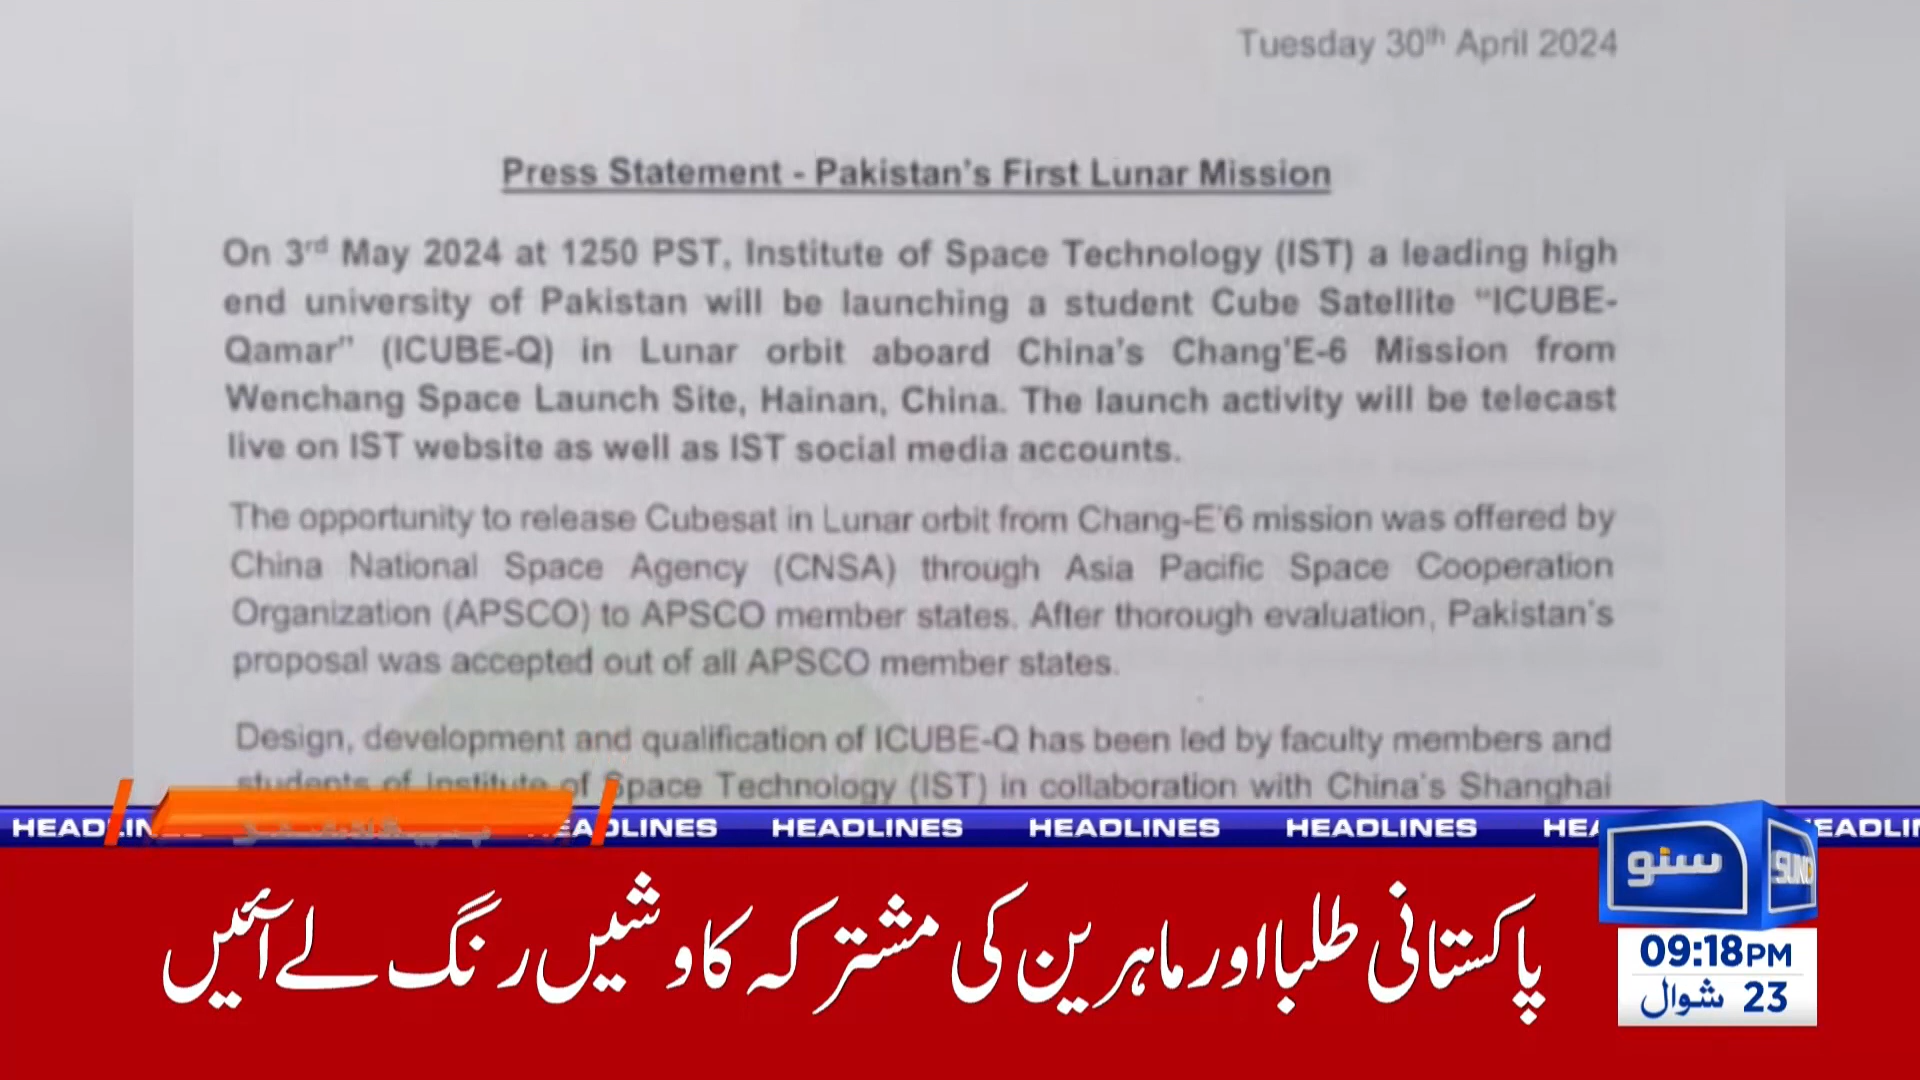 Tuesday 30th April 2024
Press Statement - Pakistan's First Lunar Mission
On 3rd May 2024 at 1250 PST, Institute of Space Technology (IST) a leading high
end university of Pakistan will be launching a student Cube Satellite "ICUBE-
Qamar" (ICUBE-Q) in Lunar orbit aboard China's Chang'E-6 Mission from
Wenchang Space Launch Site, Hainan, China. The launch activity will be telecast
live on IST website as well as IST social media accounts.
The opportunity to release Cubesat in Lunar orbit from Chang-E'6 mission was offered by
China National Space Agency (CNSA) through Asia Pacific Space Cooperation
Organization (APSCO) to APSCO member states. After thorough evaluation, Pakistan's
proposal was accepted out of all APSCO member states.
Design, development and qualification of ICUBE-Q has been led by faculty members and
students of Institute of Space Technology (IST) in collaboration with China's Shanghai
HEADLINES HEADLINES HEADLINES HEADLINES
سنو SUNO
پاکستانی طلبا اور ماہرین کی مشترکہ کاوشیں رنگ لے آئیں
09:18PM
23 شوال